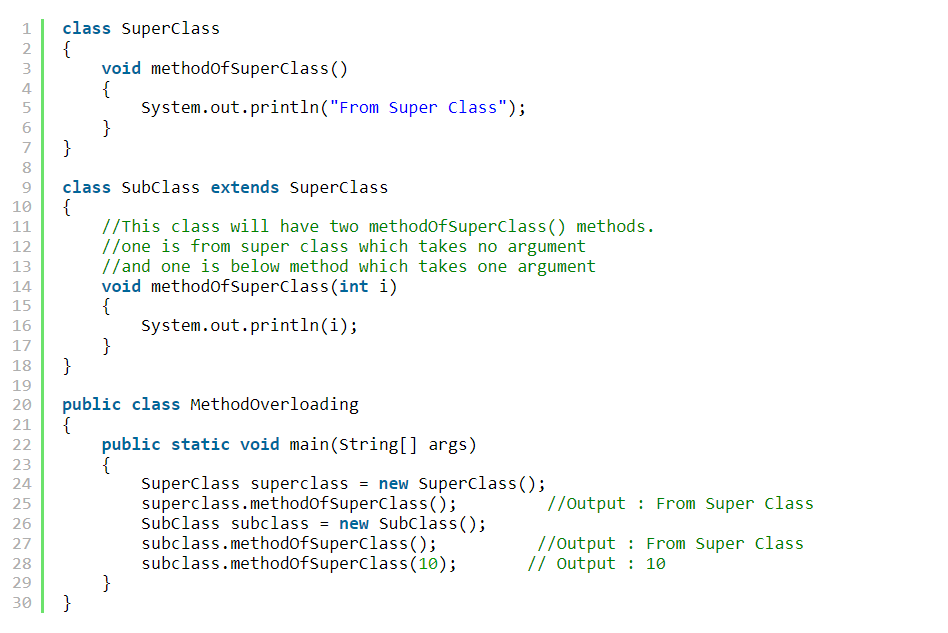 1 class SuperClass
2 {
3     void methodOfSuperClass()
4     {
5         System.out.println("From Super Class");
6     }
7 }
8
9 class SubClass extends SuperClass
10 {
11     //This class will have two methodOfSuperClass() methods.
12     //one is from super class which takes no argument
13     //and one is below method which takes one argument
14     void methodOfSuperClass(int i)
15     {
16         System.out.println(i);
17     }
18 }
19
20 public class MethodOverloading
21 {
22     public static void main(String[] args)
23     {
24         SuperClass superclass = new SuperClass();
25         superclass.methodOfSuperClass();         //Output : From Super Class
26         SubClass subclass = new SubClass();
27         subclass.methodOfSuperClass();          //Output : From Super Class
28         subclass.methodOfSuperClass(10);       // Output : 10
29     }
30 }